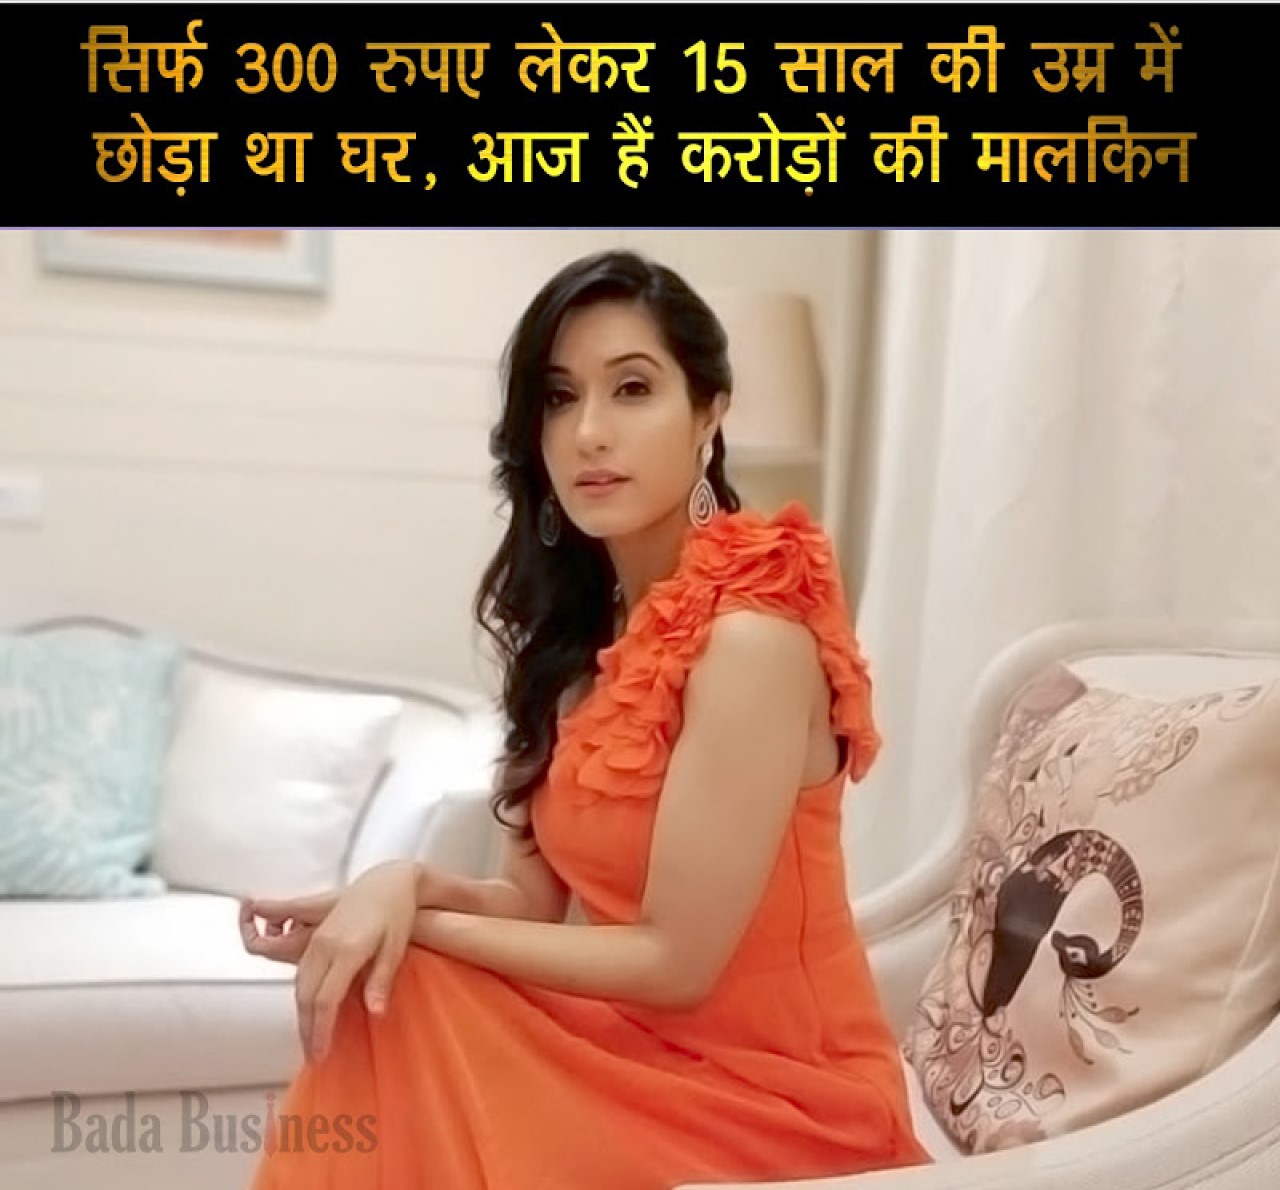 सिर्फ 300 रुपए लेकर 15 साल की उम्र में
छोड़ा था घर, आज हैं करोड़ों की मालकिन
Bada Business